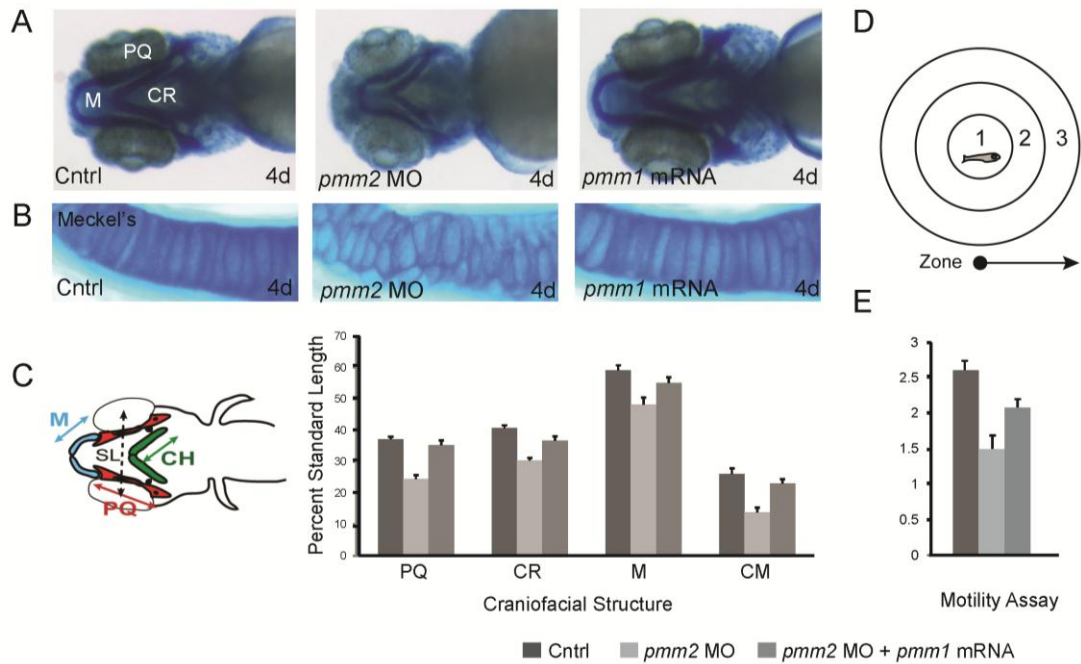 A
PQ
M
CR
Cntrl
4d
pmm2 MO
4d
pmm1 mRNA
4d
B
Meckel's
Cntrl
4d
pmm2 MO
4d
pmm1 mRNA
4d
C
M
SL
CH
PQ
Percent Standard Length
70
60
50
40
30
20
10
0
PQ
CR
M
CM
Craniofacial Structure
D
1
2
3
Zone
E
3
2.5
2
1.5
1
0.5
0
Motility Assay
Cntrl
pmm2 MO
pmm2 MO + pmm1 mRNA